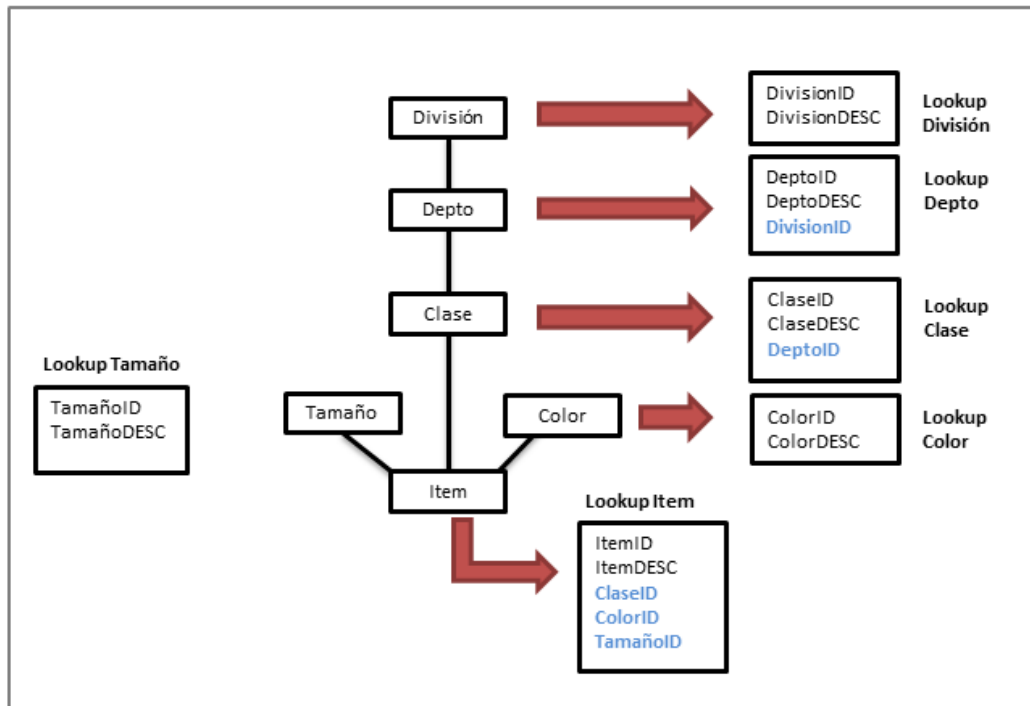 División
DivisionID
DivisionDESC
Lookup
División
Depto
DeptoID
DeptoDESC
DivisionID
Lookup
Depto
Clase
ClaseID
ClaseDESC
DeptoID
Lookup
Clase
Lookup Tamaño
TamañoID
TamañoDESC
Tamaño
Color
ColorID
ColorDESC
Lookup
Color
Item
Lookup Item
ItemID
ItemDESC
ClaseID
ColorID
TamañoID